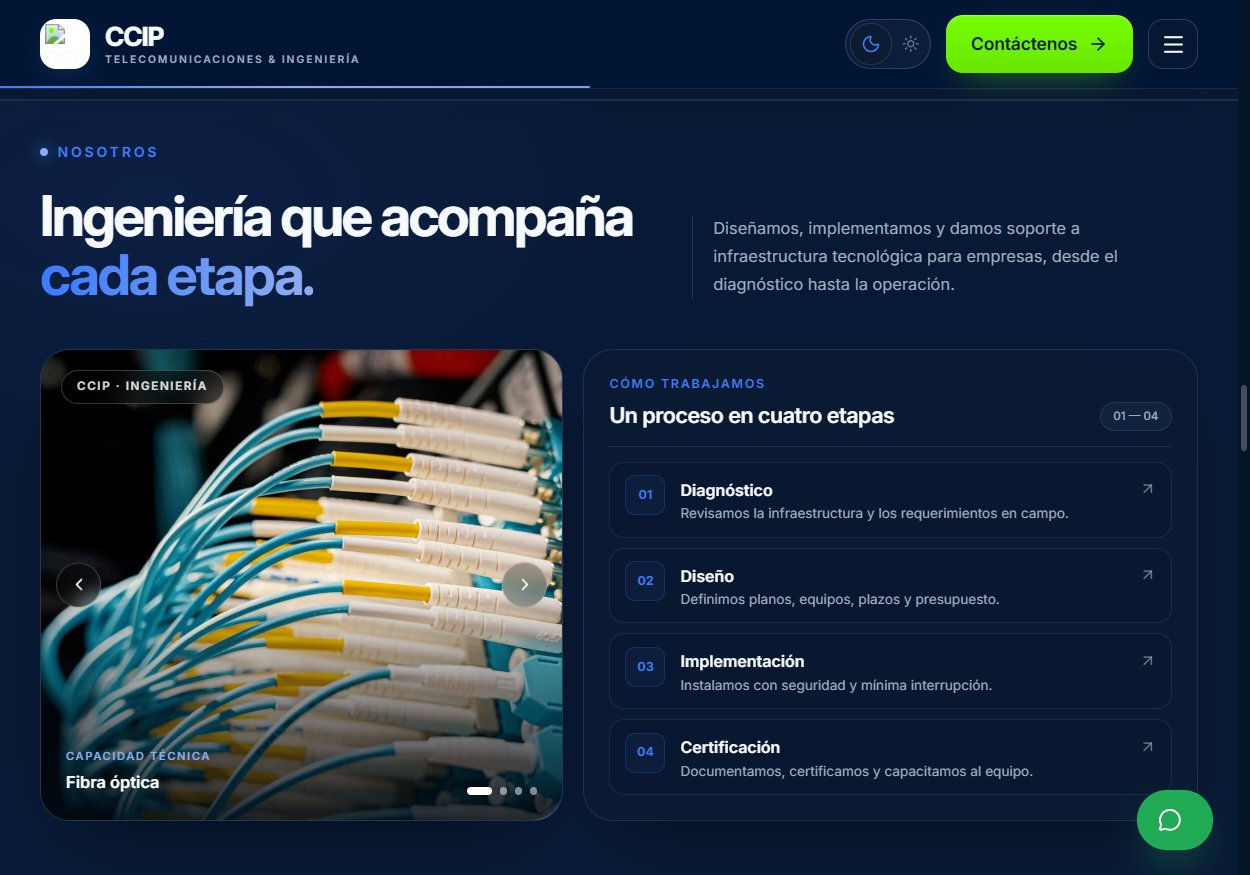 CCIP
TELECOMUNICACIONES & INGENIERÍA
Contáctenos
NOSOTROS
Ingeniería que acompaña
cada etapa.
Diseñamos, implementamos y damos soporte a
infraestructura tecnológica para empresas, desde el
diagnóstico hasta la operación.
CCIP · INGENIERÍA
CAPACIDAD TÉCNICA
Fibra óptica
CÓMO TRABAJAMOS
Un proceso en cuatro etapas
01 — 04
01
Diagnóstico
Revisamos la infraestructura y los requerimientos en campo.
02
Diseño
Definimos planos, equipos, plazos y presupuesto.
03
Implementación
Instalamos con seguridad y mínima interrupción.
04
Certificación
Documentamos, certificamos y capacitamos al equipo.